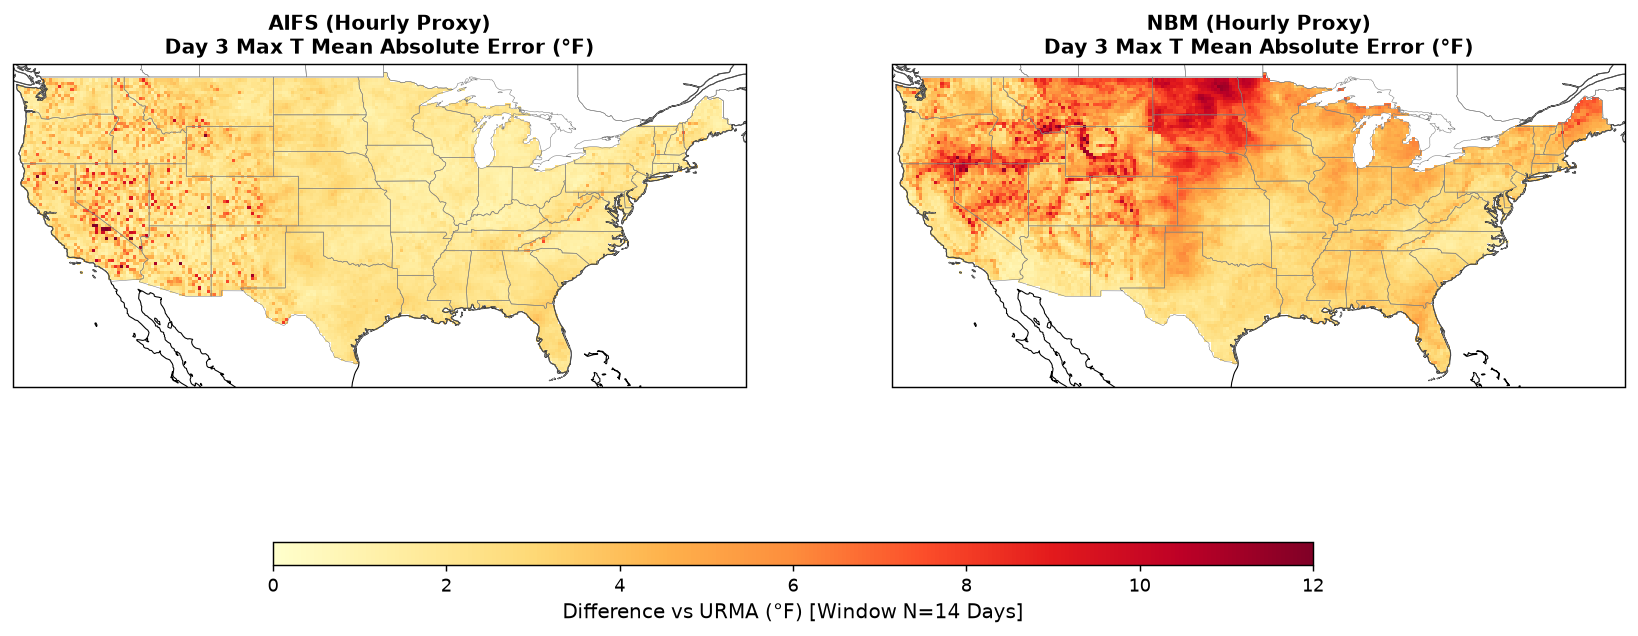 AIFS (Hourly Proxy)
Day 3 Max T Mean Absolute Error (°F)
NBM (Hourly Proxy)
Day 3 Max T Mean Absolute Error (°F)
0 2 4 6 8 10 12
Difference vs URMA (°F) [Window N=14 Days]